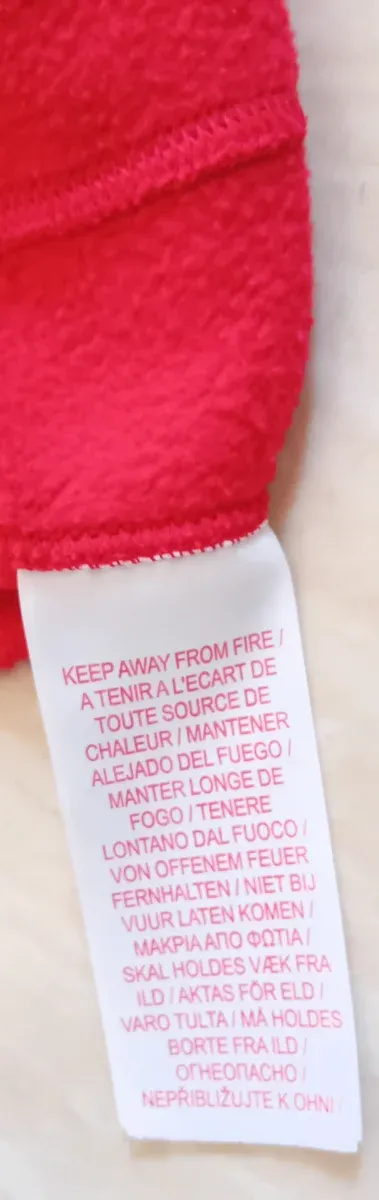 KEEP AWAY FROM FIRE /
A TENIR A L'ECART DE
TOUTE SOURCE DE
CHALEUR / MANTENER
ALEJADO DEL FUEGO /
MANTER LONGE DE
FOGO / TENERE
LONTANO DAL FUOCO /
VON OFFENEM FEUER
FERNHALTEN / NIET BIJ
VUUR LATEN KOMEN /
ΜΑΚΡΙΑ ΑΠΟ ΦΩΤΙΑ /
SKAL HOLDES VÆK FRA
ILD / AKTAS FÖR ELD /
VARO TULTA / MÅ HOLDES
BORTE FRA ILD /
ОГНЕОПАСНО /
NEPŘIBLIŽUJTE K OHNI /